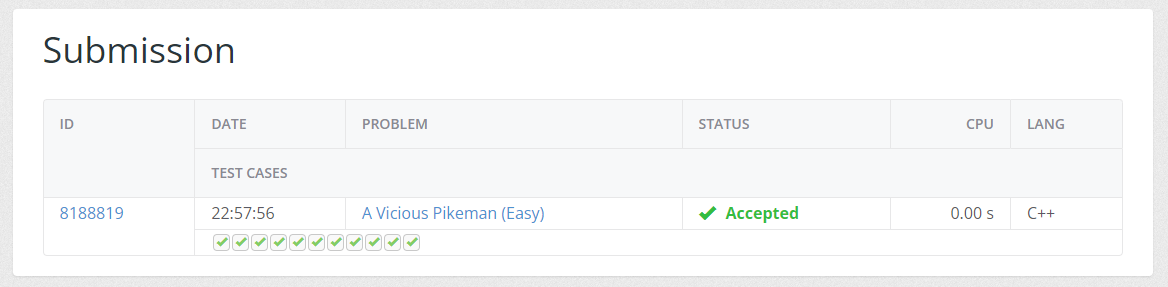 Submission
ID DATE PROBLEM STATUS CPU LANG
TEST CASES
8188819 22:57:56 A Vicious Pikeman (Easy) Accepted 0.00 s C++